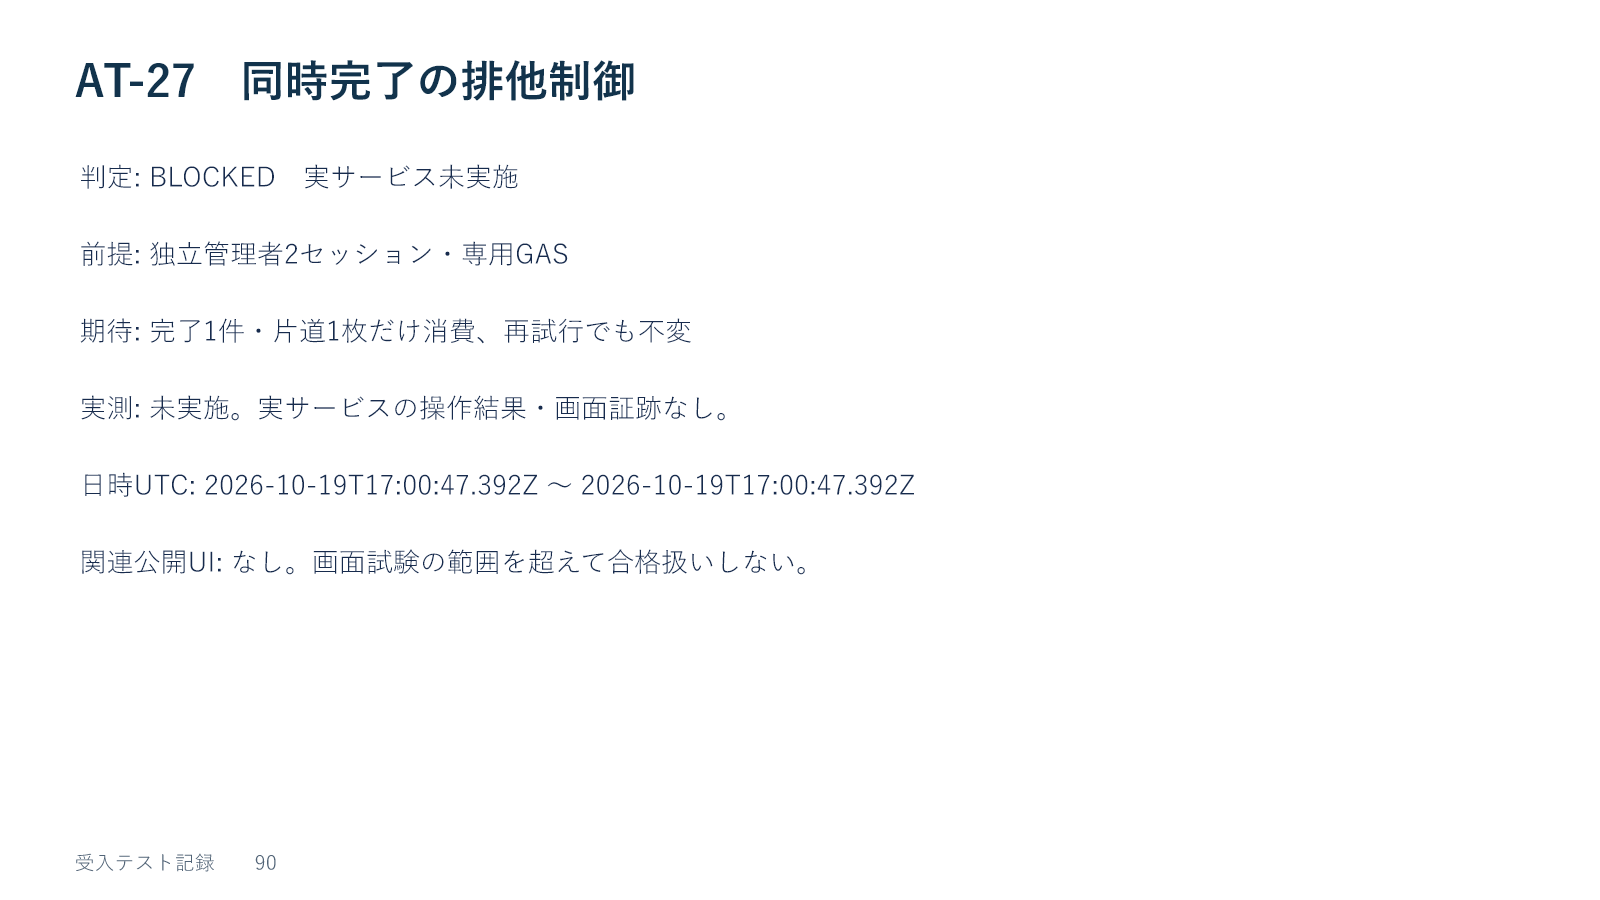 AT-27　同時完了の排他制御
判定: BLOCKED　実サービス未実施
前提: 独立管理者2セッション・専用GAS
期待: 完了1件・片道1枚だけ消費、再試行でも不変
実測: 未実施。実サービスの操作結果・画面証跡なし。
日時UTC: 2026-10-19T17:00:47.392Z ～ 2026-10-19T17:00:47.392Z
関連公開UI: なし。画面試験の範囲を超えて合格扱いしない。
受入テスト記録　　90